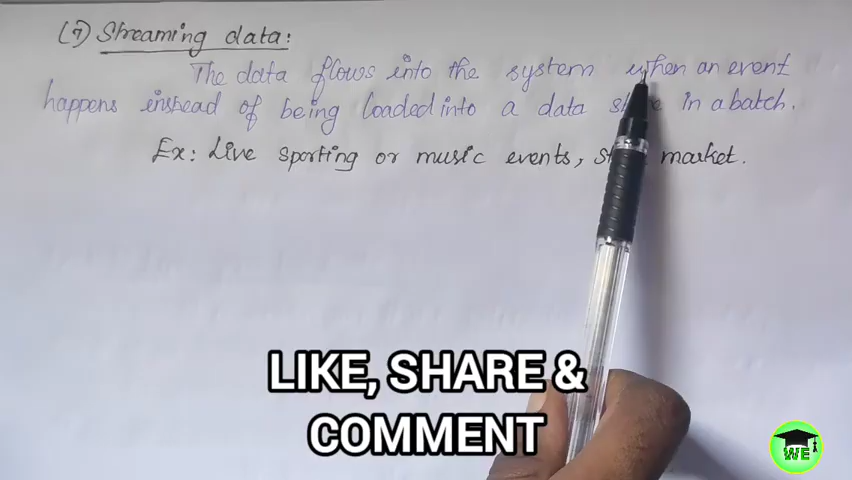 (7) Streaming data:
The data flows into the system when an event
happens instead of being loaded into a data store in a batch.
Ex: Live sporting or music events, market.
LIKE, SHARE &
COMMENT
WE